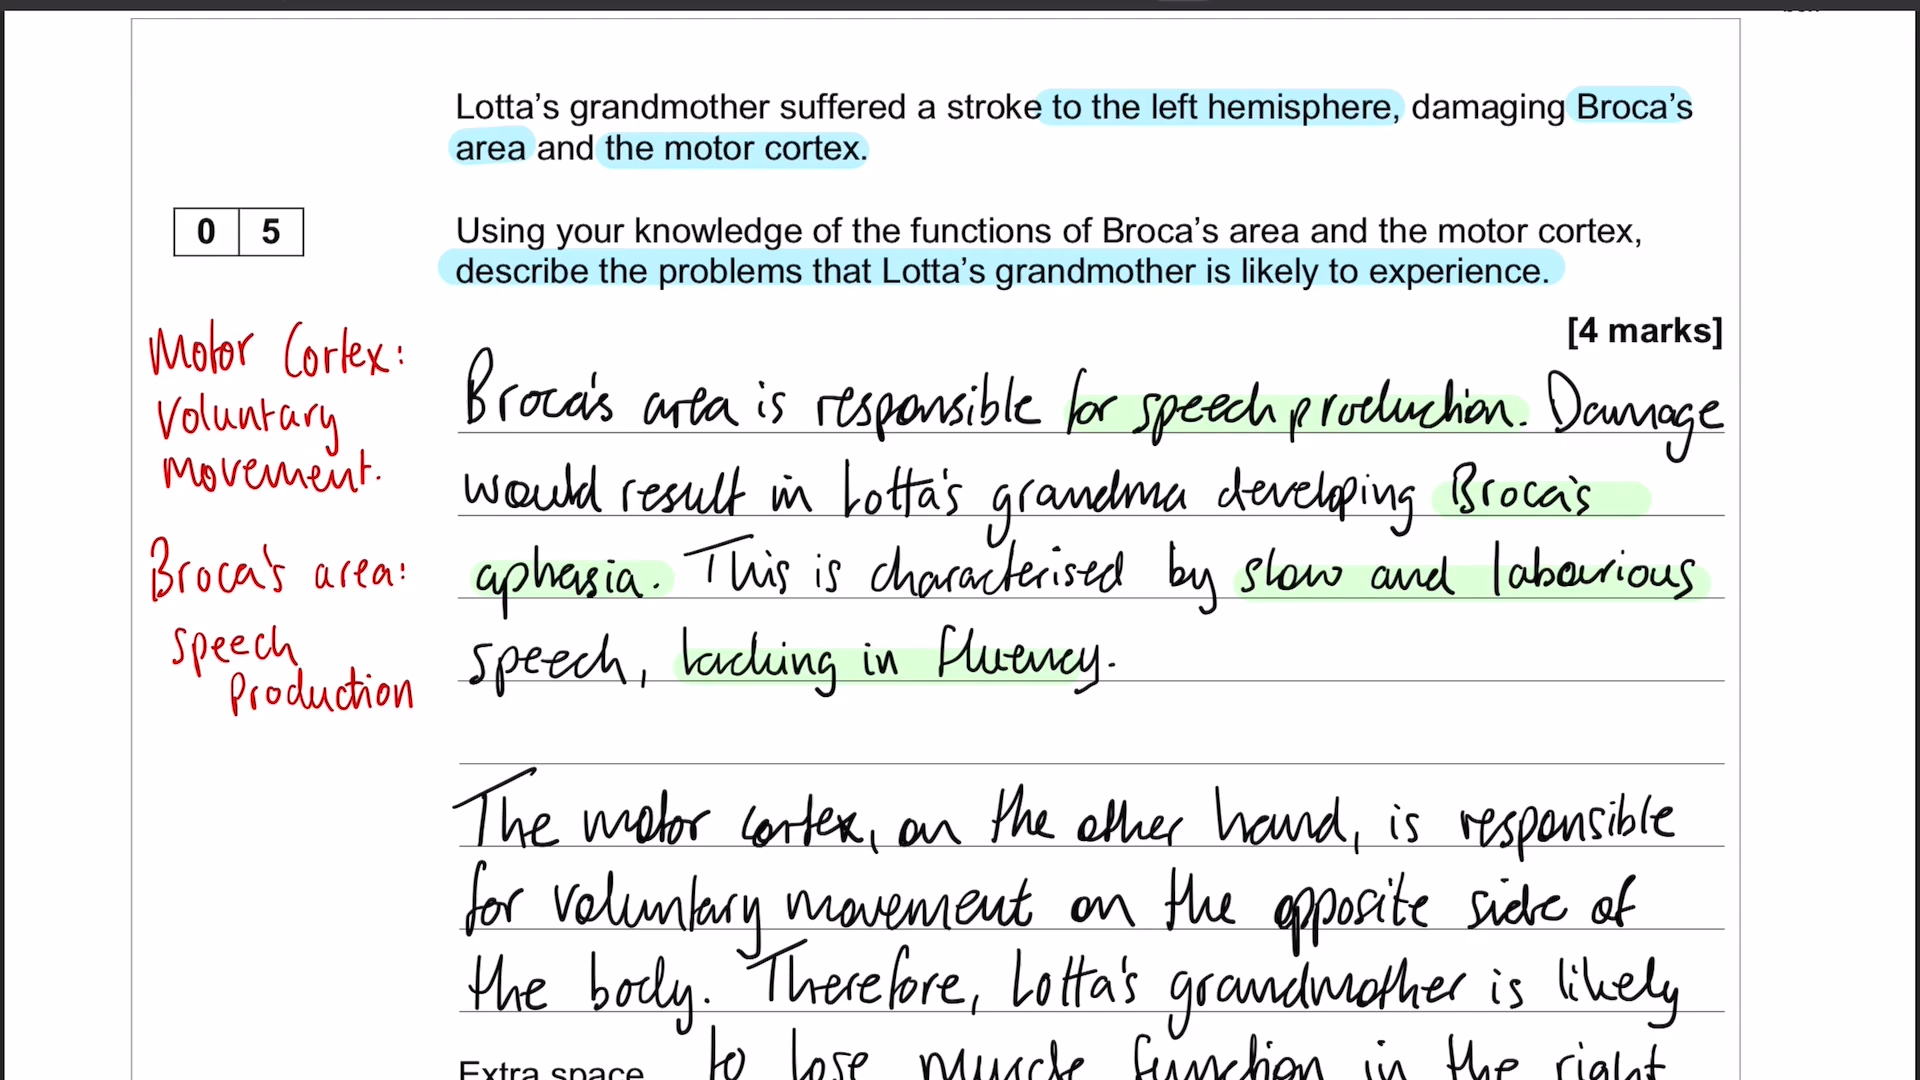 Lotta's grandmother suffered a stroke to the left hemisphere, damaging Broca's
area and the motor cortex.
0 5
Using your knowledge of the functions of Broca's area and the motor cortex,
describe the problems that Lotta's grandmother is likely to experience.
[4 marks]
Motor Cortex:
Voluntary
movement.
Broca's area:
Speech
Production
Broca's area is responsible for speech production. Damage
would result in Lotta's grandma developing Broca's
aphasia. This is characterised by slow and labourious
speech, lacking in fluency.
The motor cortex, on the other hand, is responsible
for voluntary movement on the opposite side of
the body. Therefore, Lotta's grandmother is likely
Extra space to lose muscle function in the right